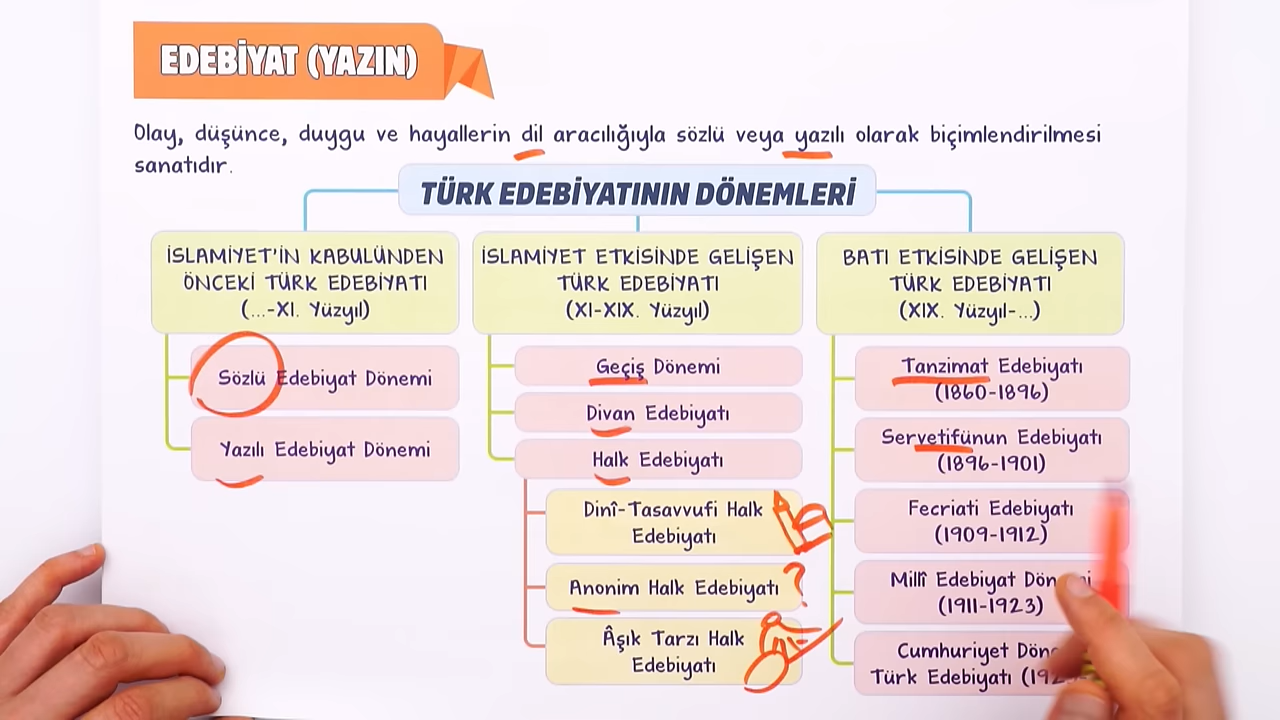 EDEBİYAT (YAZIN)
Olay, düşünce, duygu ve hayallerin dil aracılığıyla sözlü veya yazılı olarak biçimlendirilmesi
sanatıdır.
TÜRK EDEBİYATININ DÖNEMLERİ
İSLAMİYET'İN KABULÜNDEN
ÖNCEKİ TÜRK EDEBİYATI
(...-XI. Yüzyıl)
Sözlü Edebiyat Dönemi
Yazılı Edebiyat Dönemi
İSLAMİYET ETKİSİNDE GELİŞEN
TÜRK EDEBİYATI
(XI-XIX. Yüzyıl)
Geçiş Dönemi
Divan Edebiyatı
Halk Edebiyatı
Dinî-Tasavvufi Halk
Edebiyatı
Anonim Halk Edebiyatı ?
Âşık Tarzı Halk
Edebiyatı
BATI ETKİSİNDE GELİŞEN
TÜRK EDEBİYATI
(XIX. Yüzyıl-...)
Tanzimat Edebiyatı
(1860-1896)
Servetifünun Edebiyatı
(1896-1901)
Fecriati Edebiyatı
(1909-1912)
Millî Edebiyat
(1911-1923)
Cumhuriyet
Türk Edebiyatı